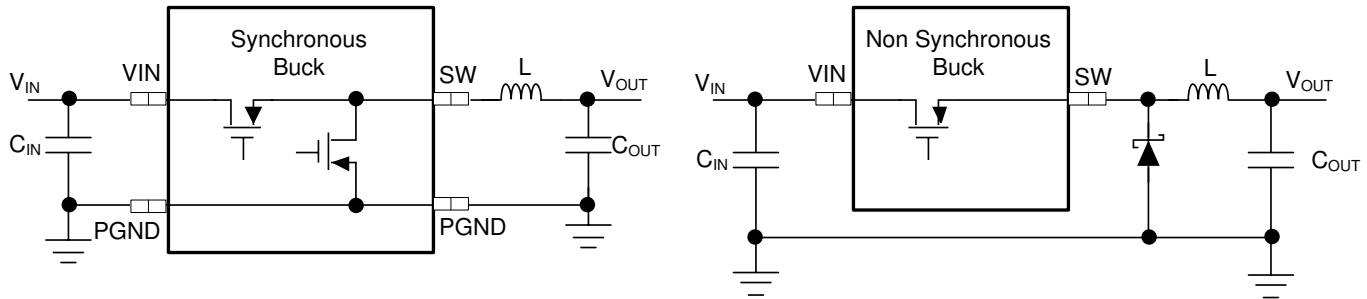 Synchronous
Buck
VIN
SW
L
V_IN
V_OUT
C_IN
C_OUT
PGND
PGND
Non Synchronous
Buck
VIN
SW
L
V_IN
V_OUT
C_IN
C_OUT